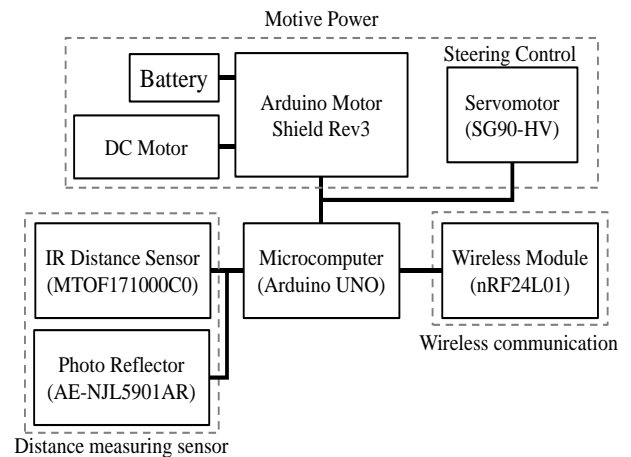 Motive Power
Steering Control
Battery
Arduino Motor
Shield Rev3
Servomotor
(SG90-HV)
DC Motor
IR Distance Sensor
(MTOF171000C0)
Microcomputer
(Arduino UNO)
Wireless Module
(nRF24L01)
Wireless communication
Photo Reflector
(AE-NJL5901AR)
Distance measuring sensor